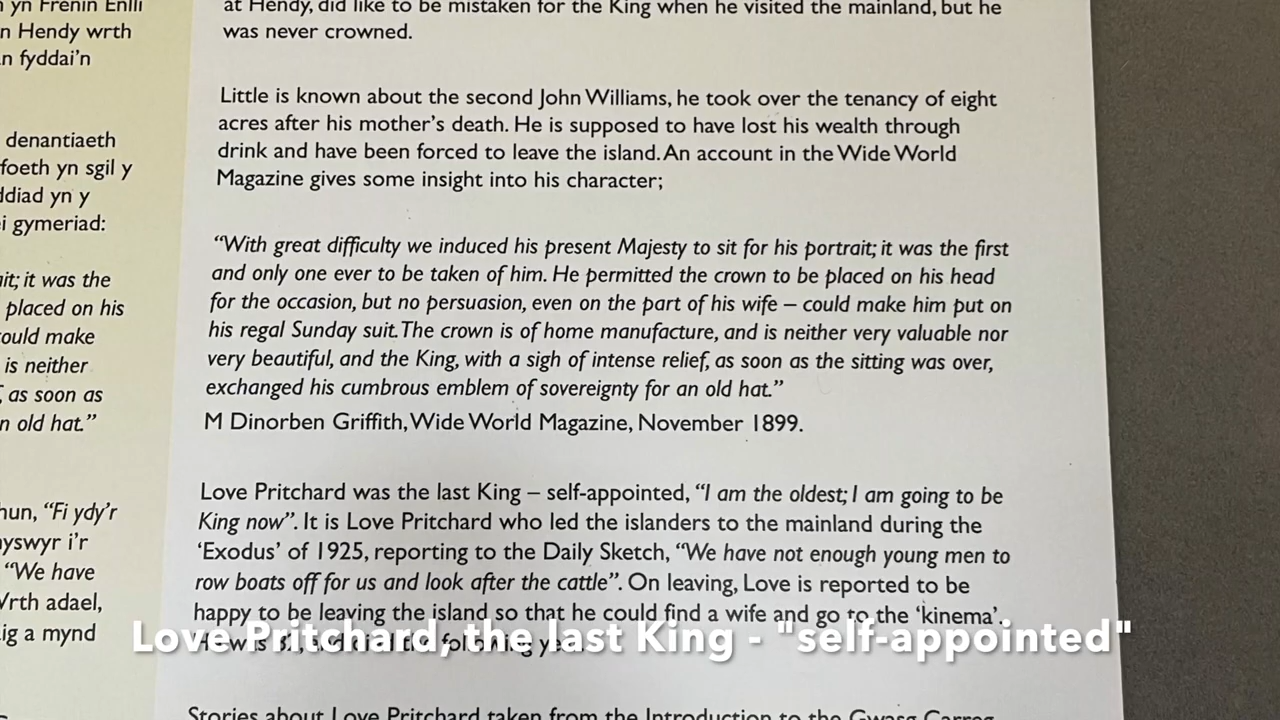 n yn Frenin Enlli
n Hendy wrth
n fyddai'n
denantiaeth
foeth yn sgil y
ddiad yn y
i gymeriad:
ait; it was the
placed on his
could make
is neither
as soon as
n old hat."
hun, "Fi ydy'r
nyswyr i'r
"We have
Wrth adael,
ig a mynd
at Hendy, did like to be mistaken for the King when he visited the mainland, but he
was never crowned.
Little is known about the second John Williams, he took over the tenancy of eight
acres after his mother's death. He is supposed to have lost his wealth through
drink and have been forced to leave the island. An account in the Wide World
Magazine gives some insight into his character;
"With great difficulty we induced his present Majesty to sit for his portrait; it was the first
and only one ever to be taken of him. He permitted the crown to be placed on his head
for the occasion, but no persuasion, even on the part of his wife – could make him put on
his regal Sunday suit. The crown is of home manufacture, and is neither very valuable nor
very beautiful, and the King, with a sigh of intense relief, as soon as the sitting was over,
exchanged his cumbrous emblem of sovereignty for an old hat."
M Dinorben Griffith, Wide World Magazine, November 1899.
Love Pritchard was the last King – self-appointed, "I am the oldest; I am going to be
King now". It is Love Pritchard who led the islanders to the mainland during the
'Exodus' of 1925, reporting to the Daily Sketch, "We have not enough young men to
row boats off for us and look after the cattle". On leaving, Love is reported to be
happy to be leaving the island so that he could find a wife and go to the 'kinema'.
Love Pritchard, the last King - "self-appointed"
Stories about Love Pritchard taken from the Introduction to the Gwasg Carreg